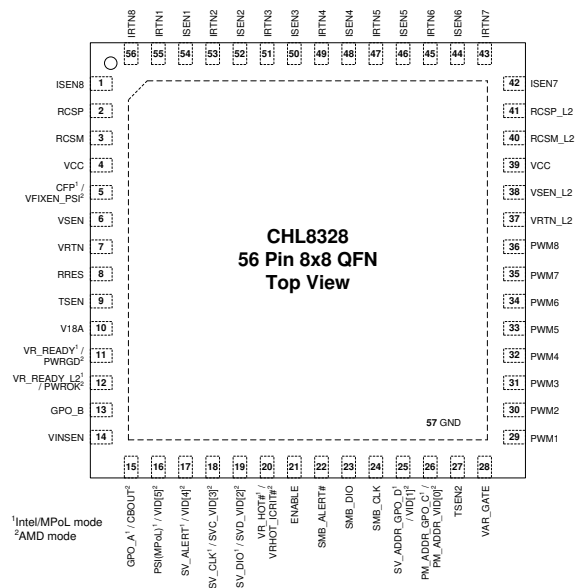 IRTN8
IRTN1
ISEN1
IRTN2
ISEN2
IRTN3
ISEN3
IRTN4
ISEN4
IRTN5
ISEN5
IRTN6
ISEN6
IRTN7
56
55
54
53
52
51
50
49
48
47
46
45
44
43
ISEN8 1
RCSP 2
RCSM 3
VCC 4
CFP¹ /
VFIXEN_PSI² 5
VSEN 6
VRTN 7
RRES 8
TSEN 9
V18A 10
VR_READY¹ /
PWRGD² 11
VR_READY_L2¹
/ PWROK² 12
GPO_B 13
VINSEN 14
CHL8328
56 Pin 8x8 QFN
Top View
57 GND
42 ISEN7
41 RCSP_L2
40 RCSM_L2
39 VCC
38 VSEN_L2
37 VRTN_L2
36 PWM8
35 PWM7
34 PWM6
33 PWM5
32 PWM4
31 PWM3
30 PWM2
29 PWM1
15
16
17
18
19
20
21
22
23
24
25
26
27
28
GPO_A¹ / CBOUT²
PSI(MPoL)¹ / VID[5]²
SV_ALERT¹ / VID[4]²
SV_CLK¹ / SVC_VID[3]²
SV_DIO¹ / SVD_VID[2]²
VR_HOT#¹ /
VRHOT_ICRIT#²
ENABLE
SMB_ALERT#
SMB_DIO
SMB_CLK
SV_ADDR_GPO_D¹
/ VID[1]²
PM_ADDR_GPO_C¹ /
PM_ADDR_VID[0]²
TSEN2
VAR_GATE
¹Intel/MPoL mode
²AMD mode